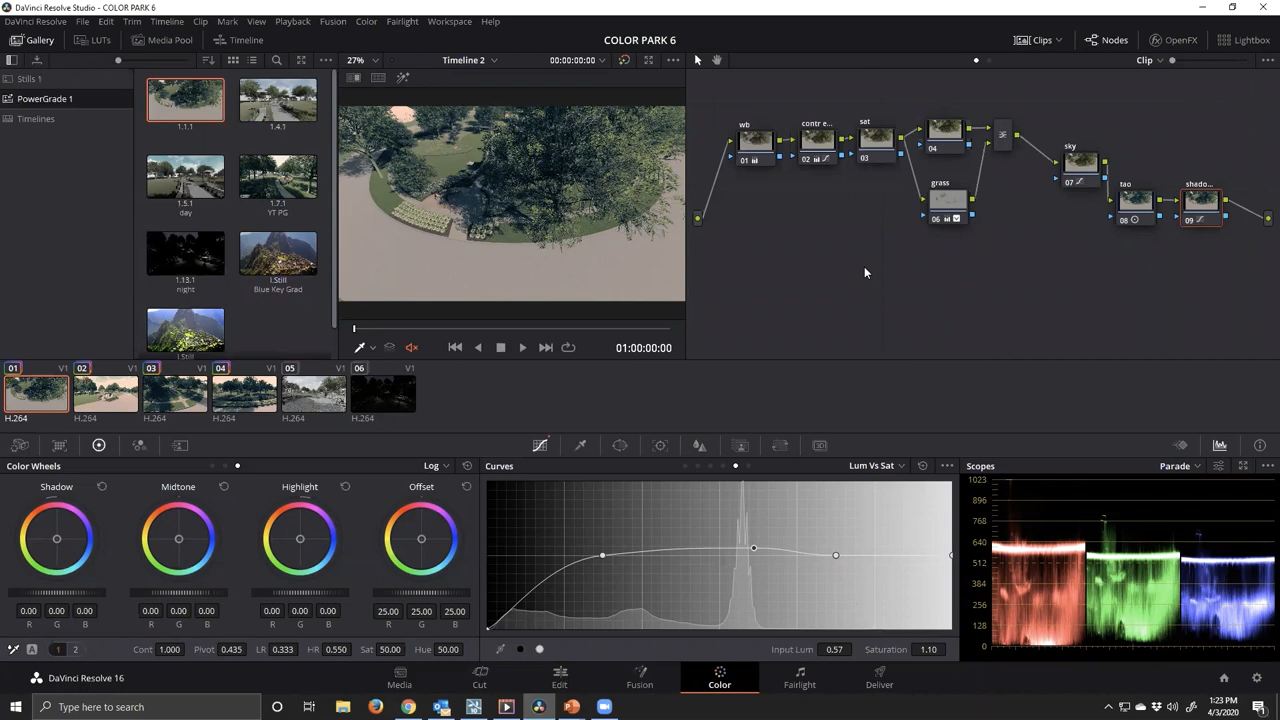 DaVinci Resolve Studio - COLOR PARK 6
DaVinci Resolve File Edit Trim Timeline Clip Mark View Playback Fusion Color Fairlight Workspace Help
Gallery LUTs Media Pool Timeline COLOR PARK 6 Clips Nodes OpenFX Lightbox
27% Timeline 2 00:00:00:00 Clip
Stills 1
PowerGrade 1
Timelines
1.1.1 1.4.1
1.7.1
day YT PG
1.13.1 I.Still
night Blue Key Grad
I.Still
01:00:00:00
wb
01
contr e...
02
sat
03
04
grass
06
sky
07
tao
08
shado...
09
01 V1 02 V1 03 V1 04 V1 05 V1 06 V1
H.264 H.264 H.264 H.264 H.264 H.264
Color Wheels Log
Shadow Midtone Highlight Offset
0.00 0.00 0.00 0.00 0.00 0.00 0.00 0.00 0.00 25.00 25.00 25.00
R G B R G B R G B R G B
A 1 2 Cont 1.000 Pivot 0.435 LR 0.333 HR 0.550 Sat 50.00 Hue 50.00
Curves Lum Vs Sat
Input Lum 0.57 Saturation 1.10
Scopes Parade
1023
896
768
640
512
384
256
128
0
DaVinci Resolve 16
Media Cut Edit Fusion Color Fairlight Deliver
Type here to search
1:23 PM
4/3/2020